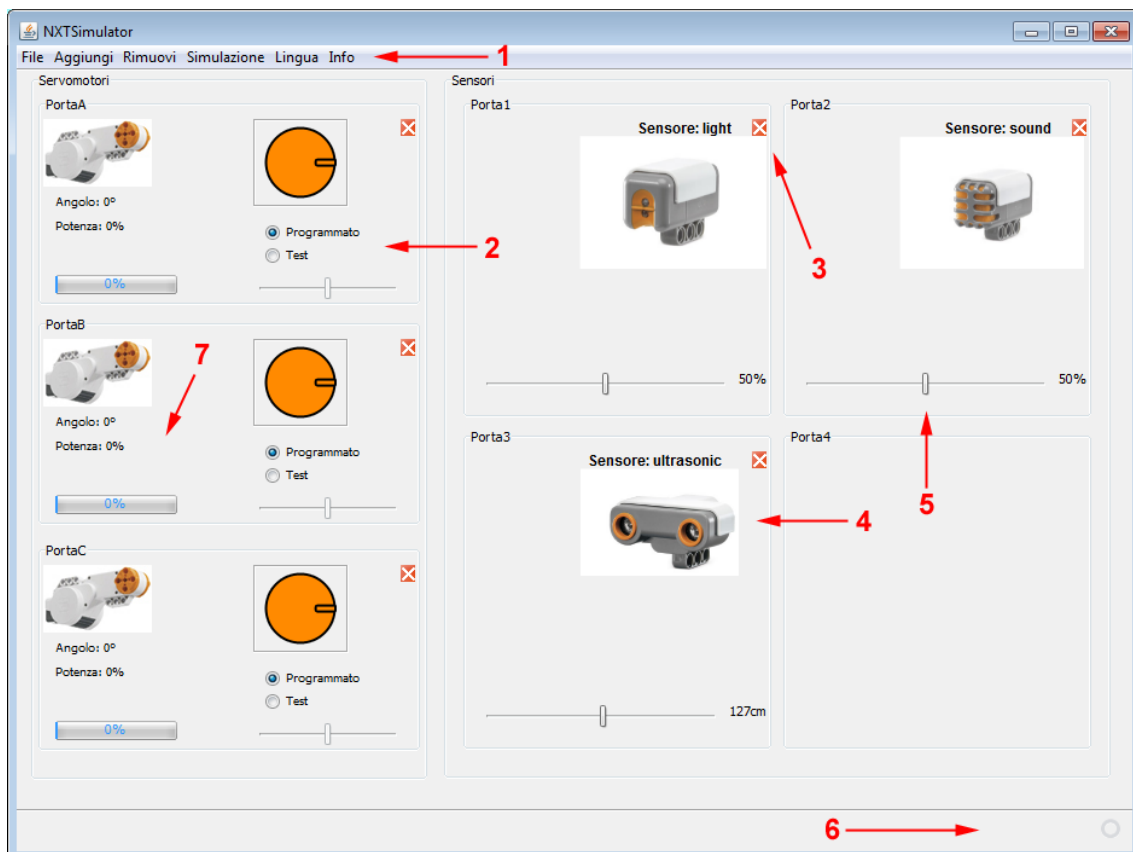 NXTSimulator
File Aggiungi Rimuovi Simulazione Lingua Info
1
Servomotori
PortaA
Angolo: 0°
Potenza: 0%
0%
Programmato
Test
2
PortaB
7
Angolo: 0°
Potenza: 0%
0%
Programmato
Test
PortaC
Angolo: 0°
Potenza: 0%
0%
Programmato
Test
Sensori
Porta1
Sensore: light
3
50%
Porta2
Sensore: sound
50%
5
Porta3
Sensore: ultrasonic
4
127cm
Porta4
6